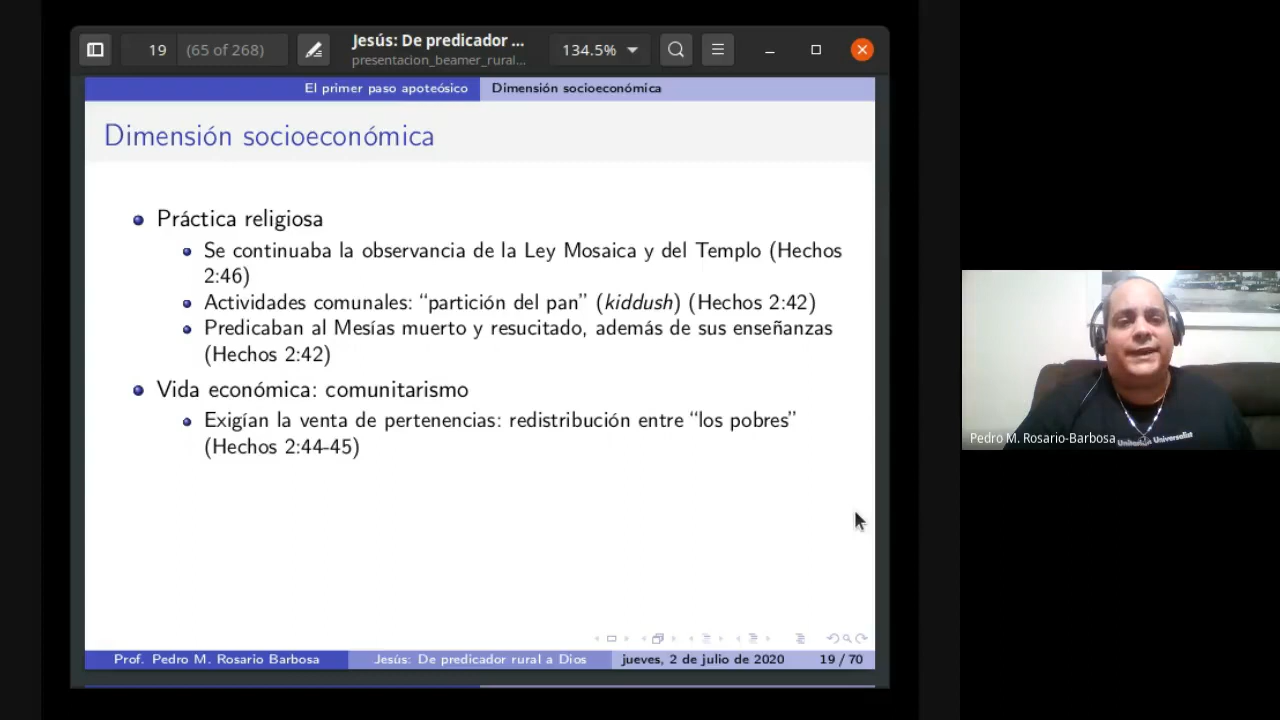 19 (65 of 268)
Jesús: De predicador ...
presentacion_beamer_rural...
134.5%
El primer paso apoteósico Dimensión socioeconómica
Dimensión socioeconómica
Práctica religiosa
Se continuaba la observancia de la Ley Mosaica y del Templo (Hechos
2:46)
Actividades comunales: “partición del pan” (kiddush) (Hechos 2:42)
Predicaban al Mesías muerto y resucitado, además de sus enseñanzas
(Hechos 2:42)
Vida económica: comunitarismo
Exigían la venta de pertenencias: redistribución entre “los pobres”
(Hechos 2:44-45)
Prof. Pedro M. Rosario Barbosa Jesús: De predicador rural a Dios jueves, 2 de julio de 2020 19 / 70
Pedro M. Rosario-Barbosa
Unitarian Universalist